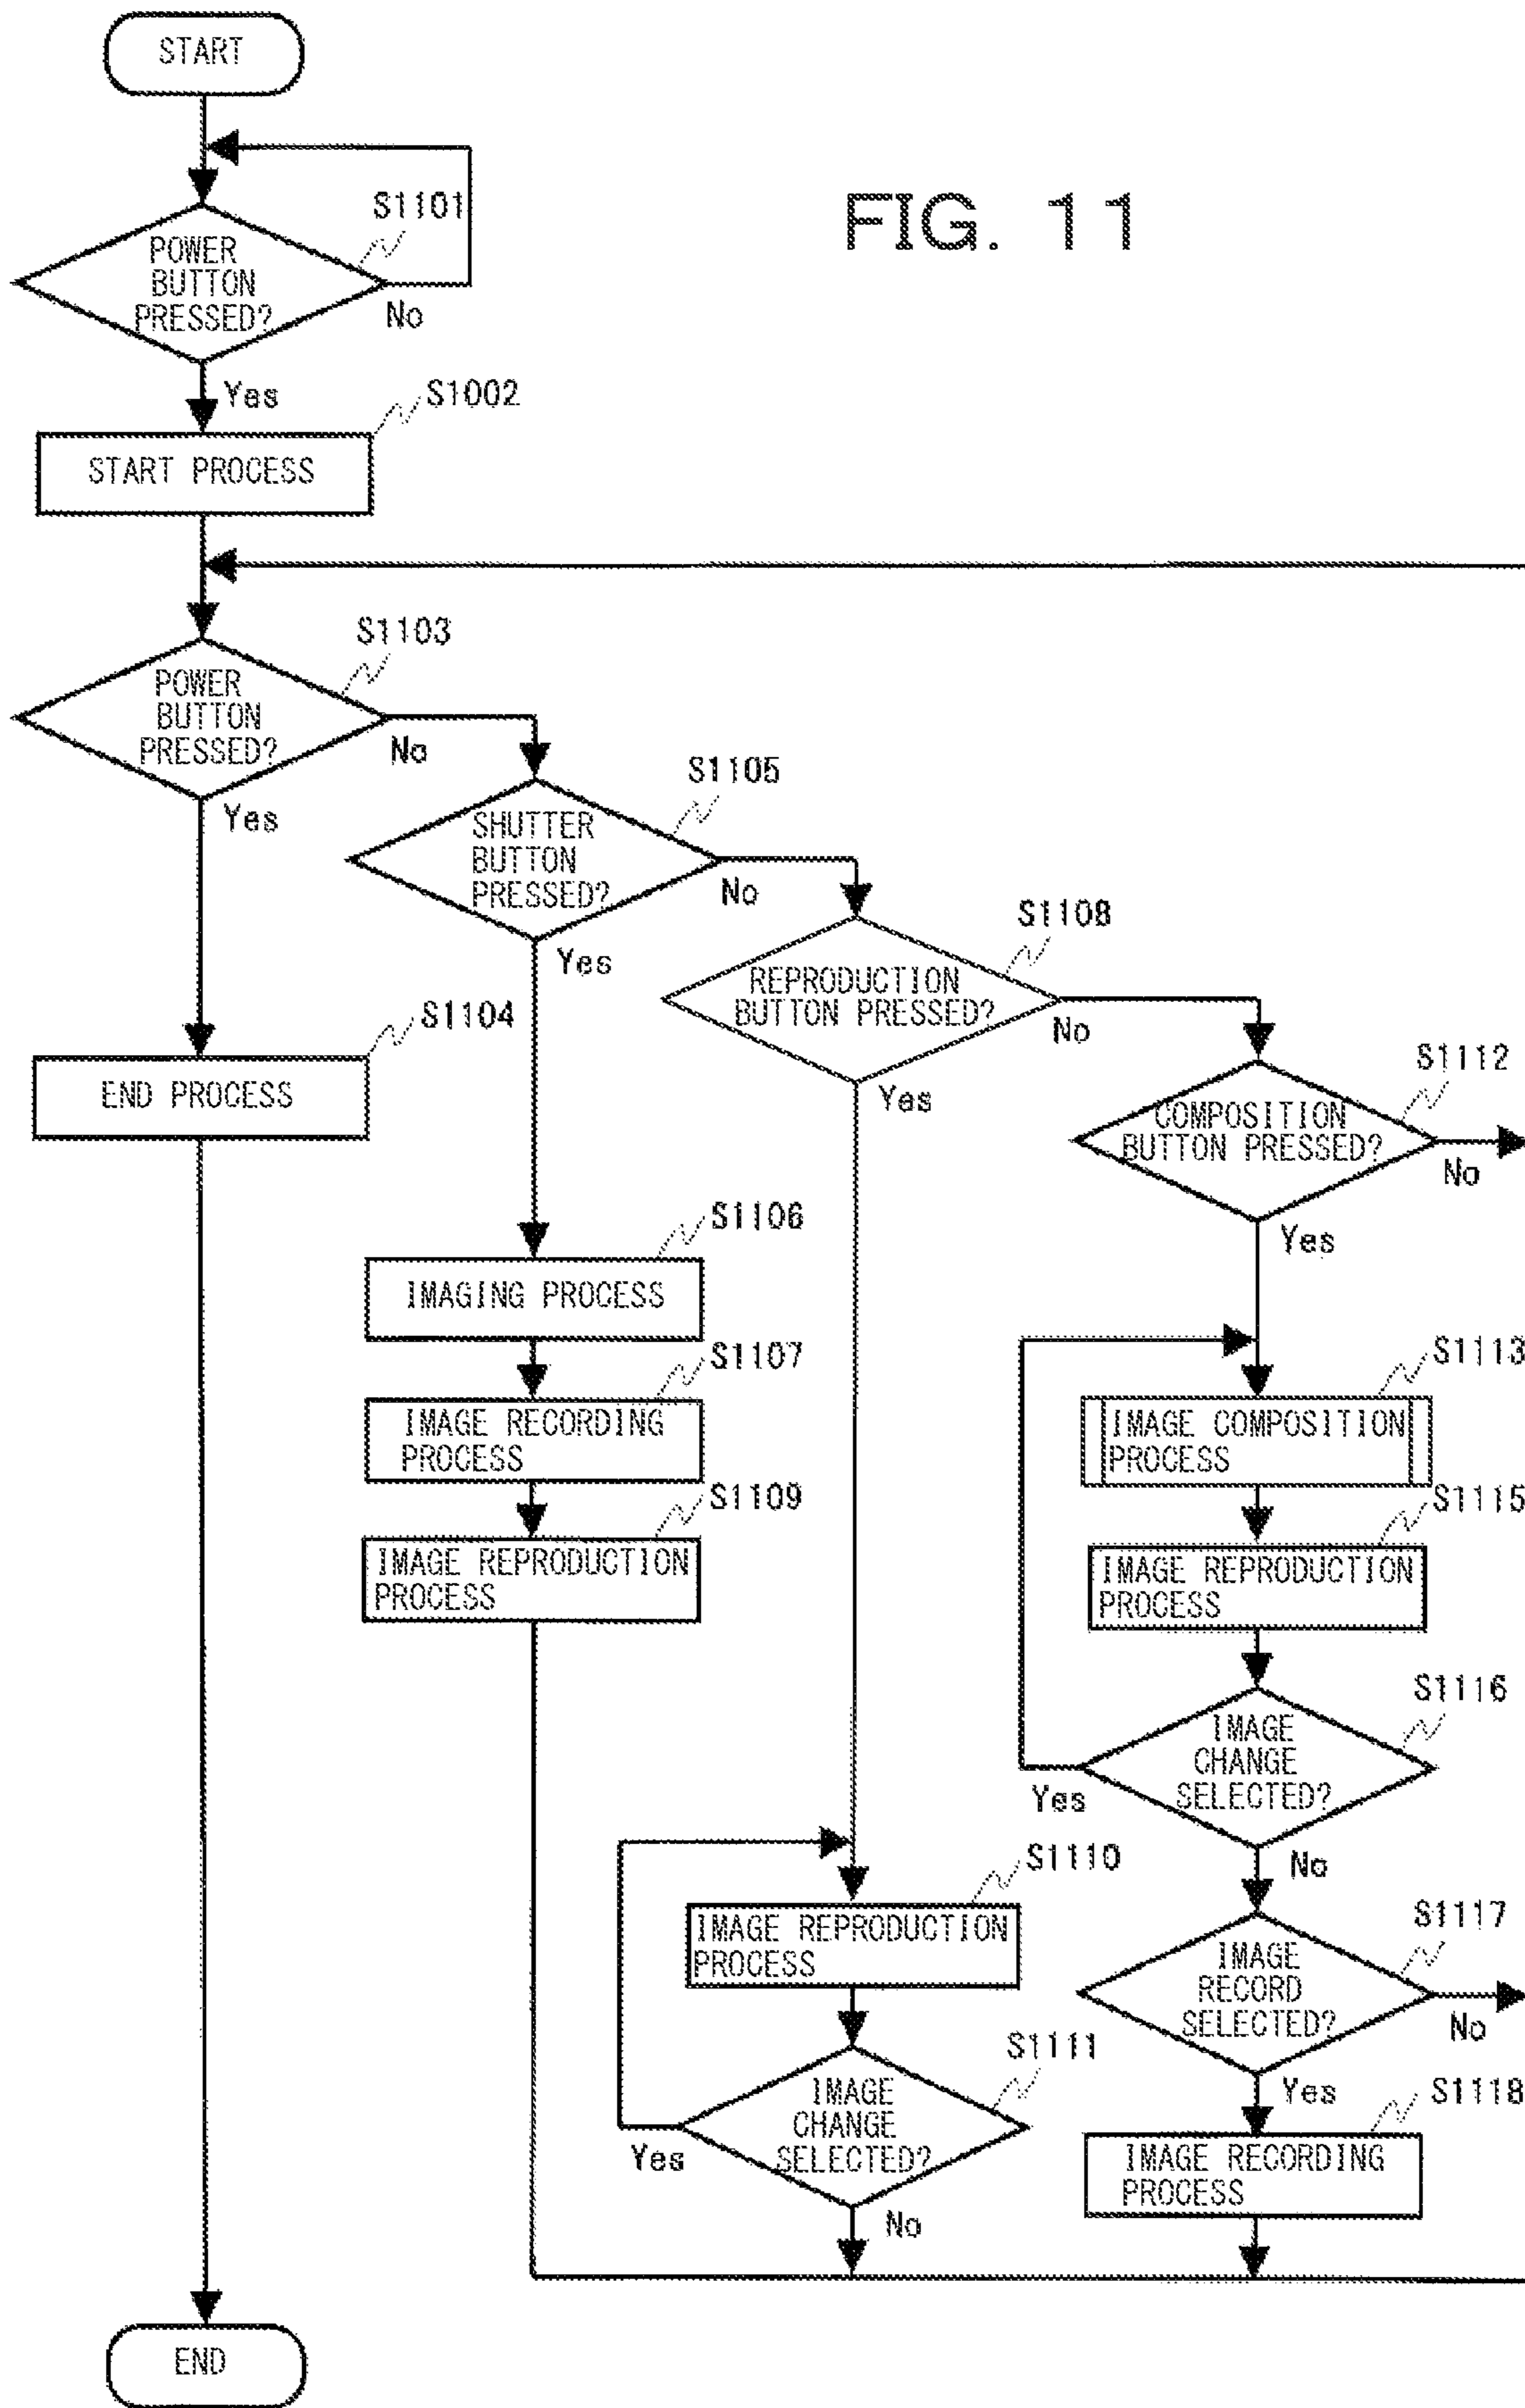 START
FIG. 11
S1101
POWER
BUTTON
PRESSED?
No
Yes
S1002
START PROCESS
S1103
POWER
BUTTON
PRESSED?
No
Yes
S1105
SHUTTER
BUTTON
PRESSED?
No
Yes
S1108
REPRODUCTION
BUTTON PRESSED?
No
Yes
S1104
END PROCESS
S1112
COMPOSITION
BUTTON PRESSED?
No
Yes
S1106
IMAGING PROCESS
S1107
IMAGE RECORDING
PROCESS
S1109
IMAGE REPRODUCTION
PROCESS
S1113
IMAGE COMPOSITION
PROCESS
S1115
IMAGE REPRODUCTION
PROCESS
S1116
IMAGE
CHANGE
SELECTED?
Yes
No
S1110
IMAGE REPRODUCTION
PROCESS
S1111
IMAGE
CHANGE
SELECTED?
Yes
No
S1117
IMAGE
RECORD
SELECTED?
No
Yes
S1118
IMAGE RECORDING
PROCESS
END